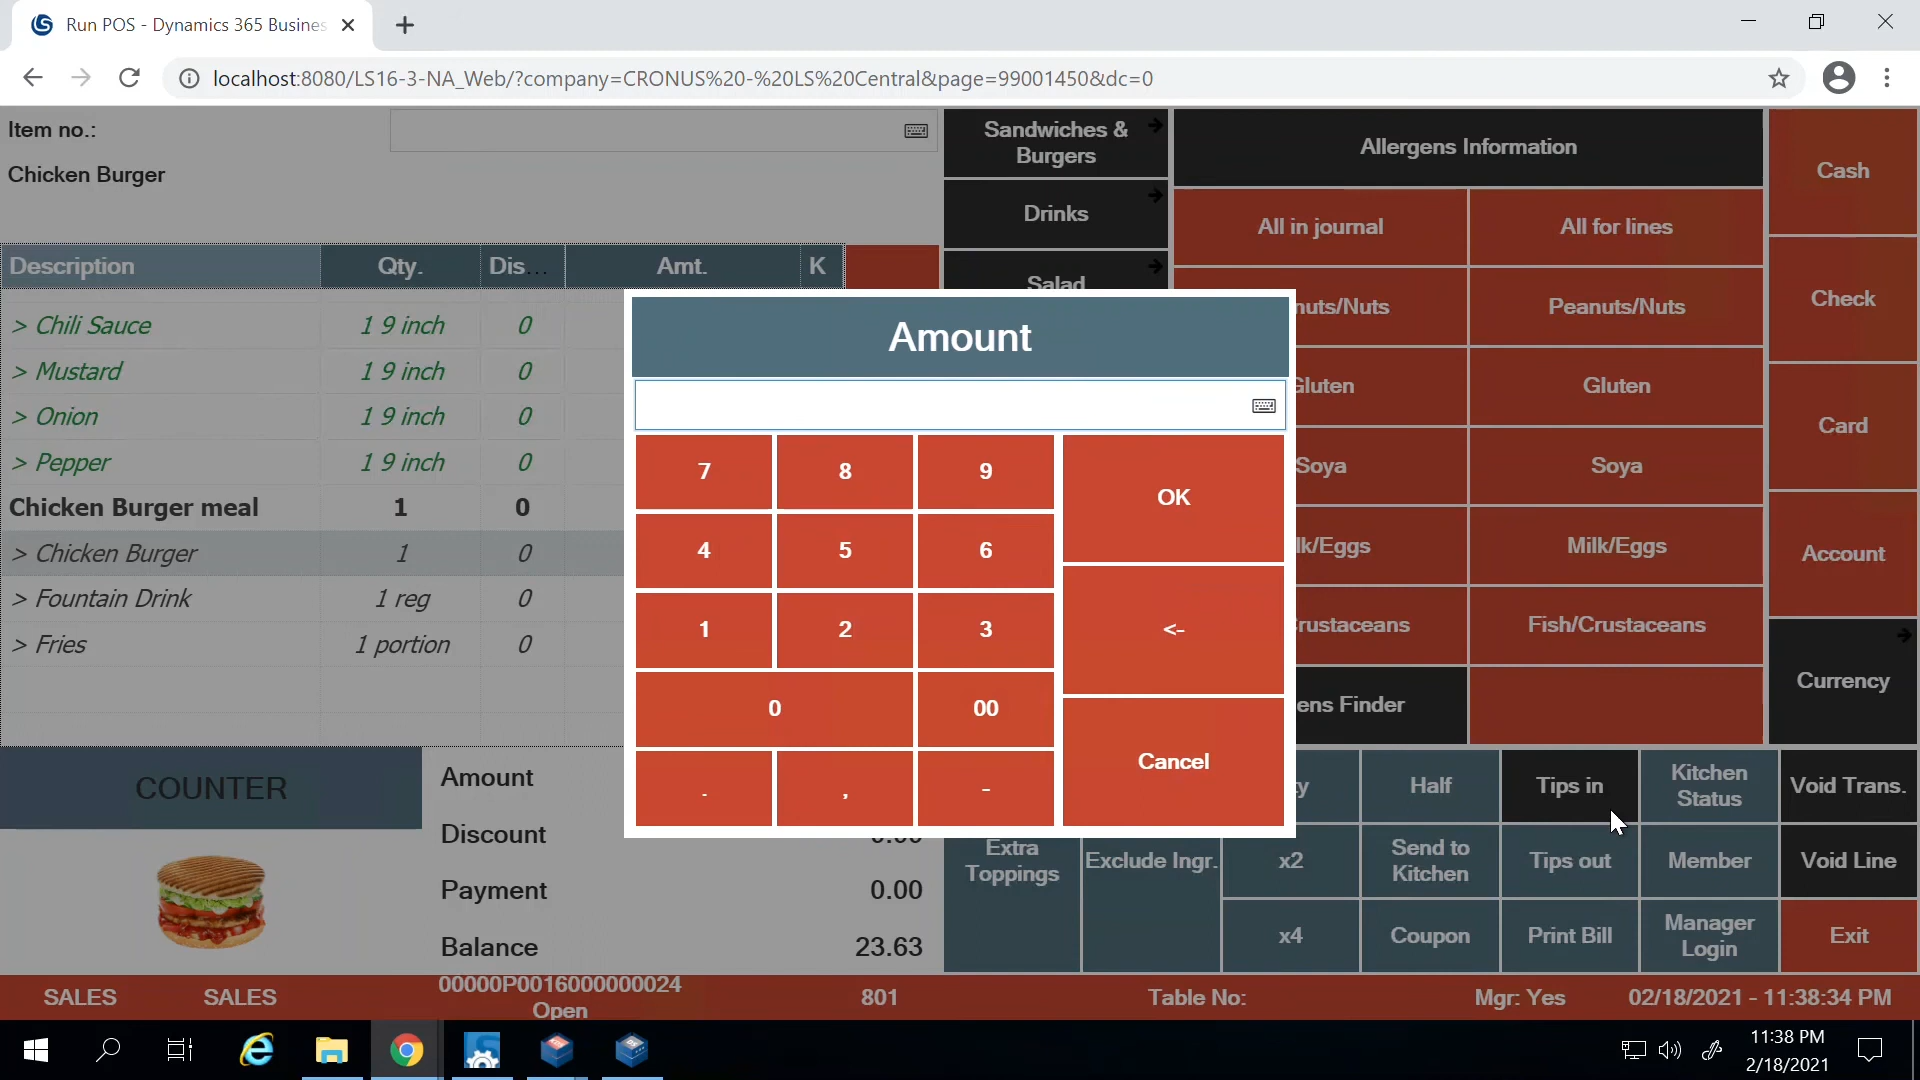 Run POS - Dynamics 365 Busines
localhost:8080/LS16-3-NA_Web/?company=CRONUS%20-%20LS%20Central&page=99001450&dc=0
Item no.:
Chicken Burger
Description Qty. Dis... Amt. K
> Chili Sauce 1 9 inch 0
> Mustard 1 9 inch 0
> Onion 1 9 inch 0
> Pepper 1 9 inch 0
Chicken Burger meal 1 0
> Chicken Burger 1 0
> Fountain Drink 1 reg 0
> Fries 1 portion 0
Sandwiches &
Burgers
Drinks
Salad
Allergens Information
All in journal All for lines
nuts/Nuts Peanuts/Nuts
Gluten Gluten
Soya Soya
lk/Eggs Milk/Eggs
Crustaceans Fish/Crustaceans
ens Finder
Cash
Check
Card
Account
Currency
Amount
7 8 9
OK
4 5 6
1 2 3
<-
0 00
Cancel
. , -
COUNTER
Amount
Discount 0.00
Payment 0.00
Balance 23.63
Extra
Toppings
Exclude Ingr.
ty
x2
x4
Half
Send to
Kitchen
Coupon
Tips in
Tips out
Print Bill
Kitchen
Status
Member
Manager
Login
Void Trans.
Void Line
Exit
SALES SALES
00000P0016000000024
Open
801
Table No:
Mgr: Yes
02/18/2021 - 11:38:34 PM
11:38 PM
2/18/2021